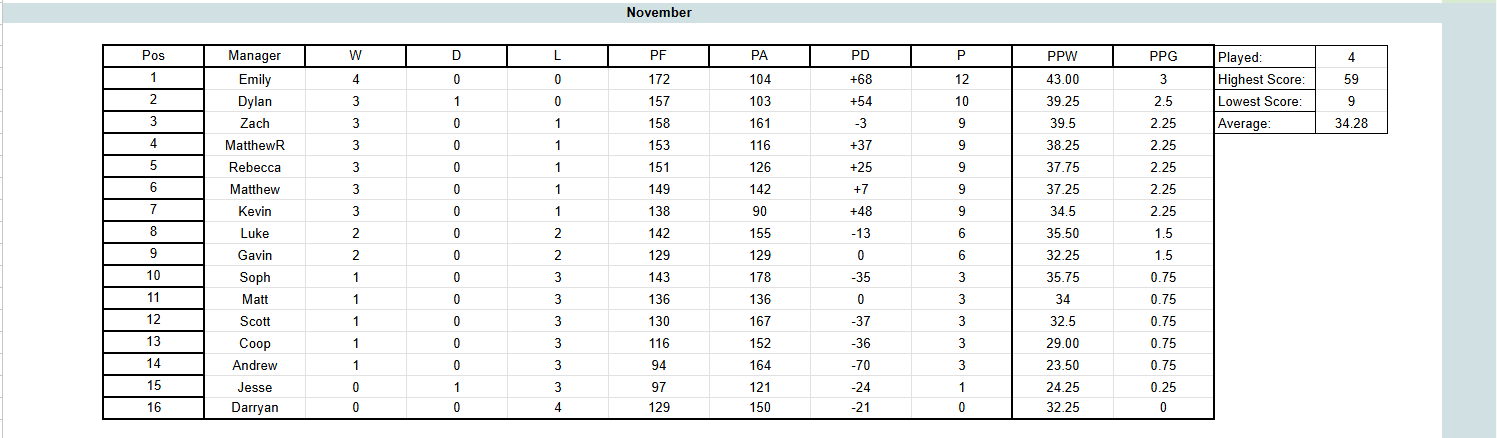 November
Pos Manager W D L PF PA PD P PPW PPG Played: 4
1 Emily 4 0 0 172 104 +68 12 43.00 3 Highest Score: 59
2 Dylan 3 1 0 157 103 +54 10 39.25 2.5 Lowest Score: 9
3 Zach 3 0 1 158 161 -3 9 39.5 2.25 Average: 34.28
4 MatthewR 3 0 1 153 116 +37 9 38.25 2.25
5 Rebecca 3 0 1 151 126 +25 9 37.75 2.25
6 Matthew 3 0 1 149 142 +7 9 37.25 2.25
7 Kevin 3 0 1 138 90 +48 9 34.5 2.25
8 Luke 2 0 2 142 155 -13 6 35.50 1.5
9 Gavin 2 0 2 129 129 0 6 32.25 1.5
10 Soph 1 0 3 143 178 -35 3 35.75 0.75
11 Matt 1 0 3 136 136 0 3 34 0.75
12 Scott 1 0 3 130 167 -37 3 32.5 0.75
13 Coop 1 0 3 116 152 -36 3 29.00 0.75
14 Andrew 1 0 3 94 164 -70 3 23.50 0.75
15 Jesse 0 1 3 97 121 -24 1 24.25 0.25
16 Darryan 0 0 4 129 150 -21 0 32.25 0